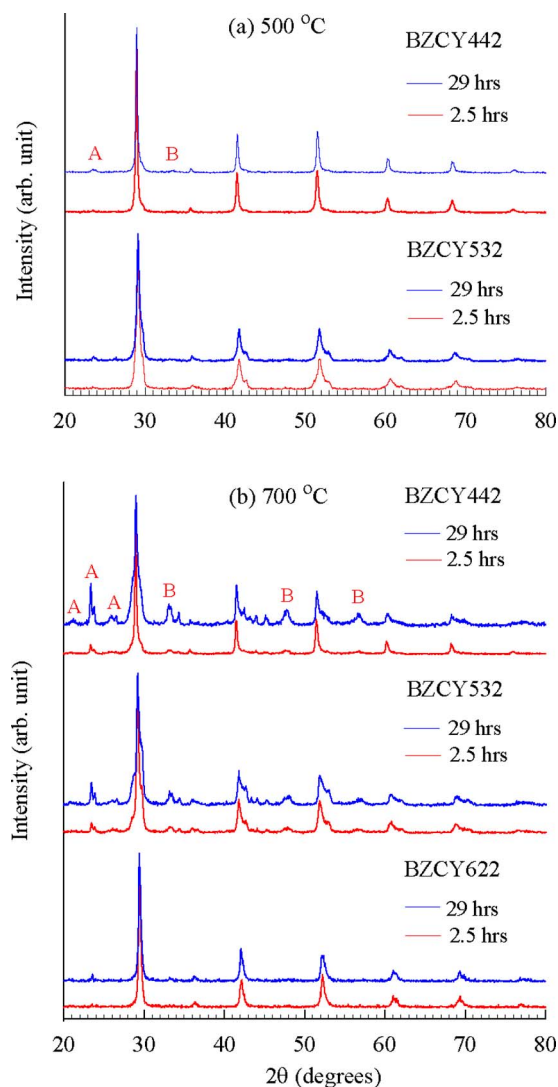 (a) 500 °C
BZCY442
29 hrs
2.5 hrs
A
B
BZCY532
29 hrs
2.5 hrs
Intensity (arb. unit)
20 30 40 50 60 70 80
(b) 700 °C
BZCY442
29 hrs
2.5 hrs
A
A
A
B
B
B
BZCY532
29 hrs
2.5 hrs
BZCY622
29 hrs
2.5 hrs
Intensity (arb. unit)
20 30 40 50 60 70 80
2θ (degrees)